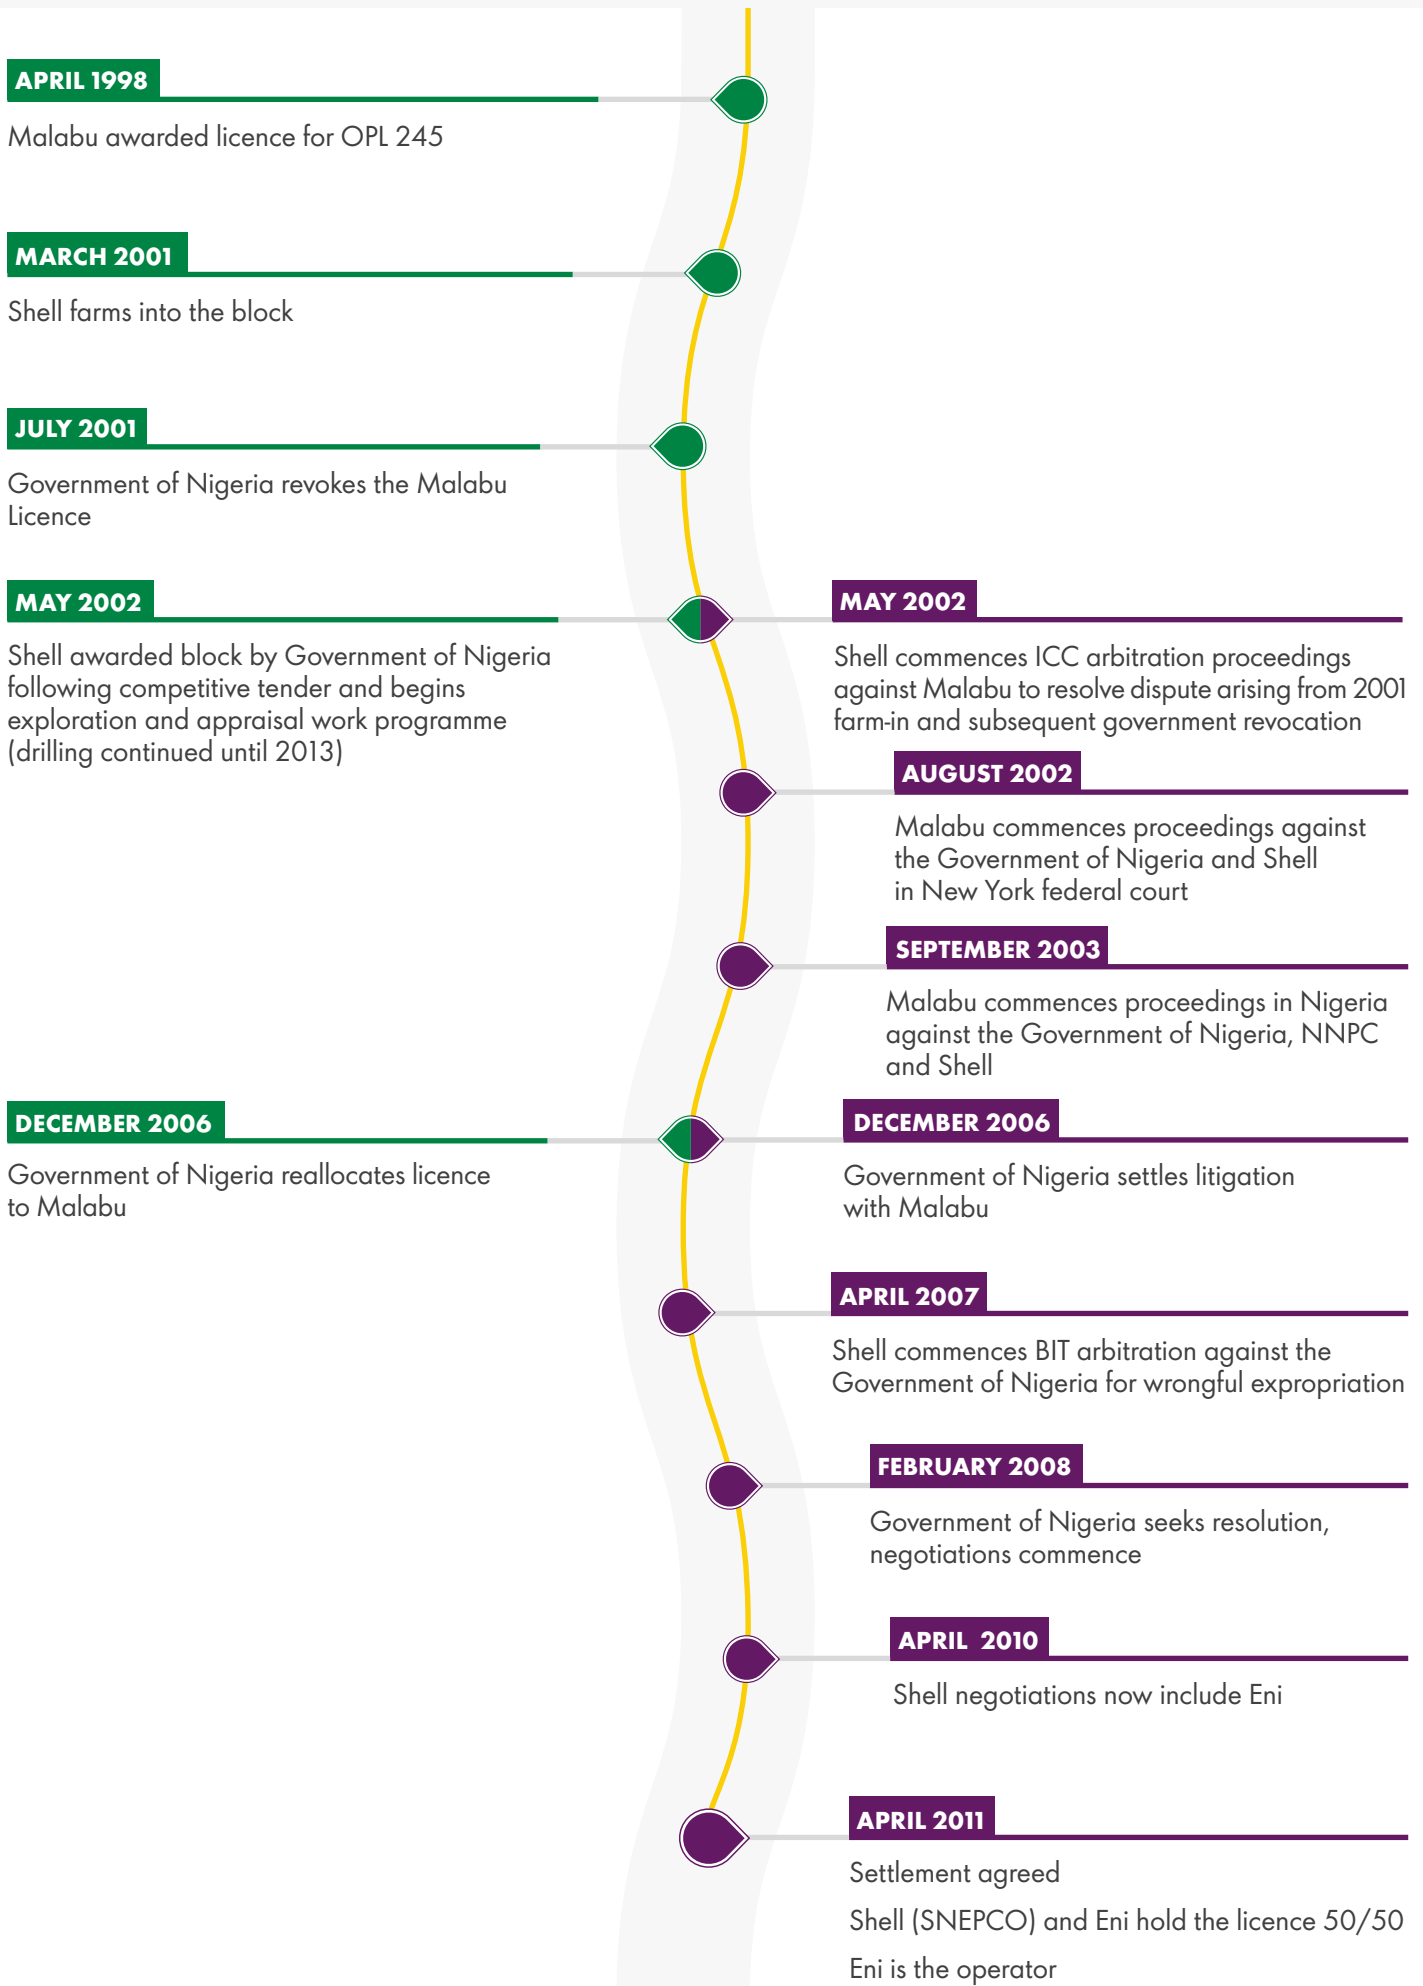 APRIL 1998
Malabu awarded licence for OPL 245
MARCH 2001
Shell farms into the block
JULY 2001
Government of Nigeria revokes the Malabu
Licence
MAY 2002
Shell awarded block by Government of Nigeria
following competitive tender and begins
exploration and appraisal work programme
(drilling continued until 2013)
MAY 2002
Shell commences ICC arbitration proceedings
against Malabu to resolve dispute arising from 2001
farm-in and subsequent government revocation
AUGUST 2002
Malabu commences proceedings against
the Government of Nigeria and Shell
in New York federal court
SEPTEMBER 2003
Malabu commences proceedings in Nigeria
against the Government of Nigeria, NNPC
and Shell
DECEMBER 2006
Government of Nigeria reallocates licence
to Malabu
DECEMBER 2006
Government of Nigeria settles litigation
with Malabu
APRIL 2007
Shell commences BIT arbitration against the
Government of Nigeria for wrongful expropriation
FEBRUARY 2008
Government of Nigeria seeks resolution,
negotiations commence
APRIL 2010
Shell negotiations now include Eni
APRIL 2011
Settlement agreed
Shell (SNEPCO) and Eni hold the licence 50/50
Eni is the operator